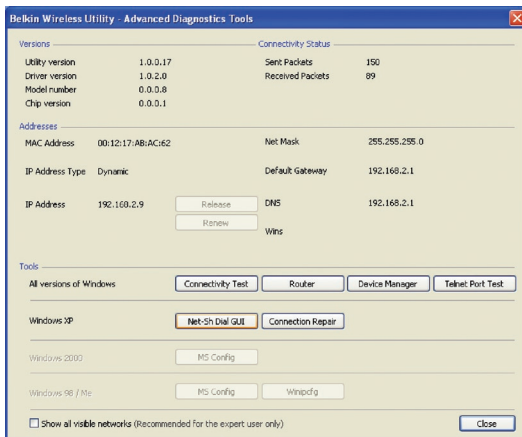 Belkin Wireless Utility - Advanced Diagnostics Tools
Versions
Utility version 1.0.0.17
Driver version 1.0.2.0
Model number 0.0.0.8
Chip version 0.0.0.1
Connectivity Status
Sent Packets 150
Received Packets 89
Addresses
MAC Address 00:12:17:AB:AC:62
Net Mask 255.255.255.0
IP Address Type Dynamic
Default Gateway 192.168.2.1
IP Address 192.168.2.9 Release
DNS 192.168.2.1
Renew
Wins
Tools
All versions of Windows Connectivity Test Router Device Manager Telnet Port Test
Windows XP Net-Sh Dial GUI Connection Repair
Windows 2000 MS Config
Windows 98 / Me MS Config Winipcfg
Show all visible networks (Recommended for the expert user only) Close